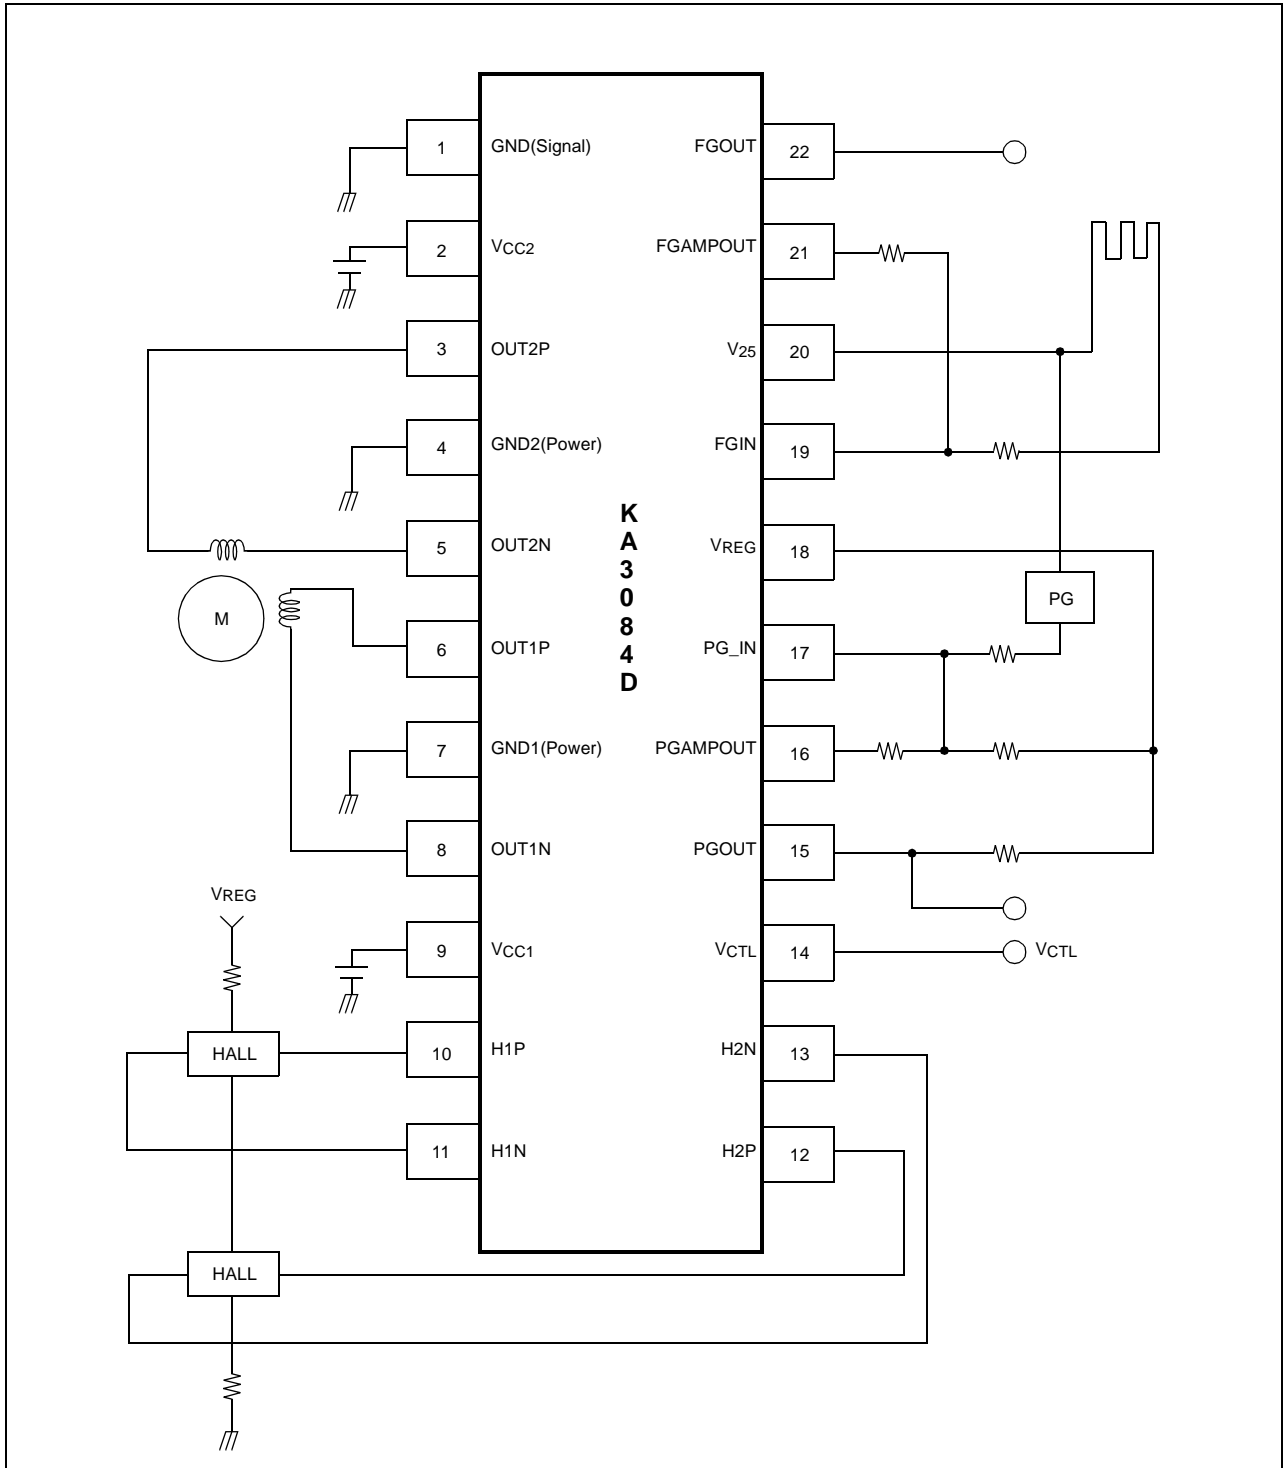 1 GND(Signal) FGOUT 22
2 VCC2 FGAMPOUT 21
3 OUT2P V25 20
4 GND2(Power) FGIN 19
K
A
3
0
8
4
D
5 OUT2N VREG 18
PG
M
6 OUT1P PG_IN 17
7 GND1(Power) PGAMPOUT 16
8 OUT1N PGOUT 15
VREG
9 VCC1 VCTL 14 VCTL
HALL 10 H1P H2N 13
11 H1N H2P 12
HALL